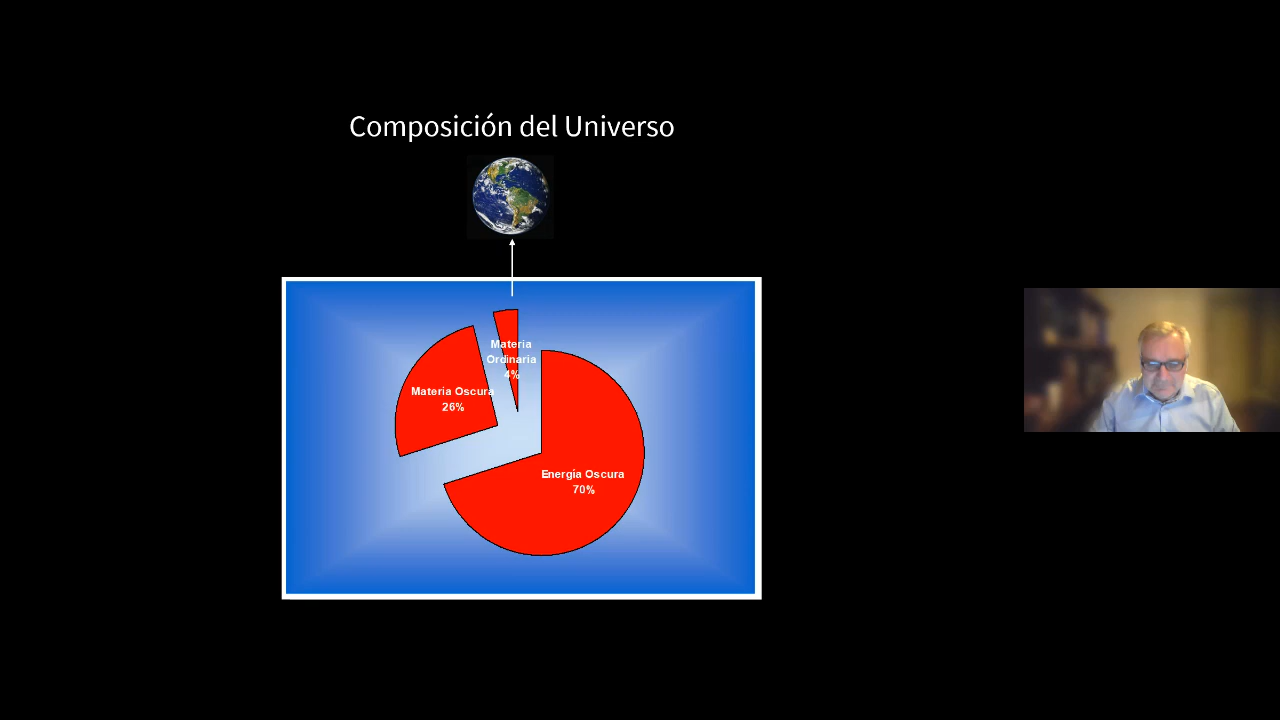 Composición del Universo
Materia
Ordinaria
4%
Materia Oscura
26%
Energia Oscura
70%